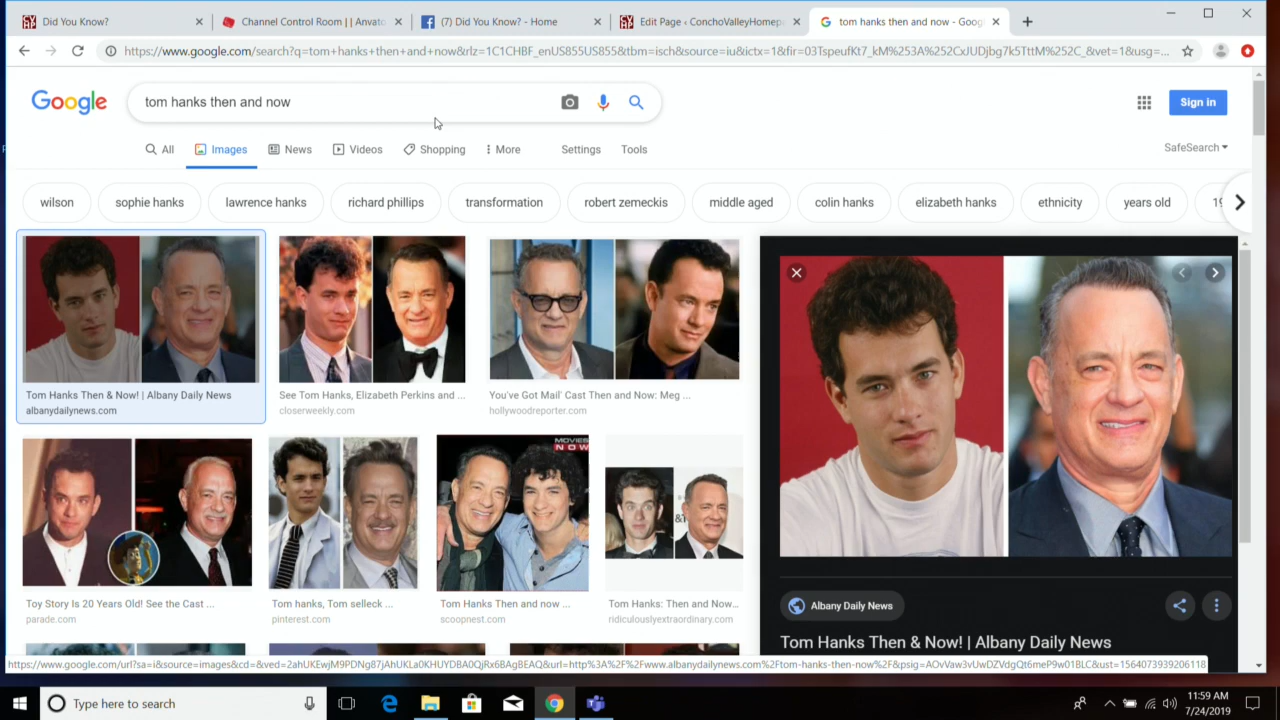 Did You Know?
Channel Control Room | | Anvato
(7) Did You Know? - Home
Edit Page ‹ ConchoValleyHomep
tom hanks then and now - Goog
https://www.google.com/search?q=tom+hanks+then+and+now&rlz=1C1CHBF_enUS855US855&tbm=isch&source=iu&ictx=1&fir=03TspeufKt7_kM%253A%252CxJUDjbg7k5TttM%252C_&vet=1&usg=...
Google
tom hanks then and now
Sign in
All
Images
News
Videos
Shopping
More
Settings
Tools
SafeSearch
wilson
sophie hanks
lawrence hanks
richard phillips
transformation
robert zemeckis
middle aged
colin hanks
elizabeth hanks
ethnicity
years old
Tom Hanks Then & Now! | Albany Daily News
albanydailynews.com
See Tom Hanks, Elizabeth Perkins and ...
closerweekly.com
You've Got Mail' Cast Then and Now: Meg ...
hollywoodreporter.com
MOVIES
NOW
Toy Story Is 20 Years Old! See the Cast ...
parade.com
Tom hanks, Tom selleck ...
pinterest.com
Tom Hanks Then and now ...
scoopnest.com
Tom Hanks: Then and Now...
ridiculouslyextraordinary.com
Albany Daily News
Tom Hanks Then & Now! | Albany Daily News
Type here to search
11:59 AM
7/24/2019